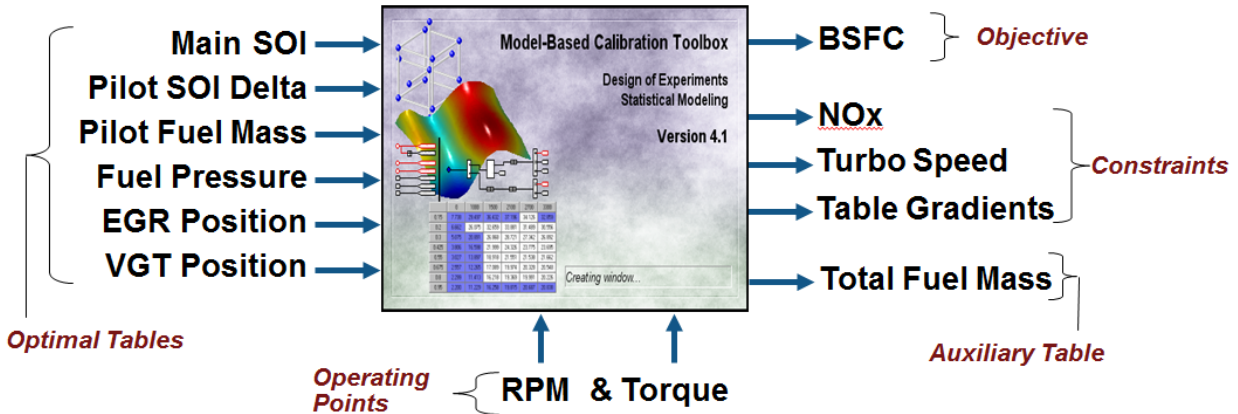 Main SOI
Pilot SOI Delta
Pilot Fuel Mass
Fuel Pressure
EGR Position
VGT Position
Optimal Tables
Model-Based Calibration Toolbox
Design of Experiments
Statistical Modeling
Version 4.1
Creating window...
BSFC
Objective
NOx
Turbo Speed
Table Gradients
Constraints
Total Fuel Mass
Auxiliary Table
Operating
Points
RPM & Torque